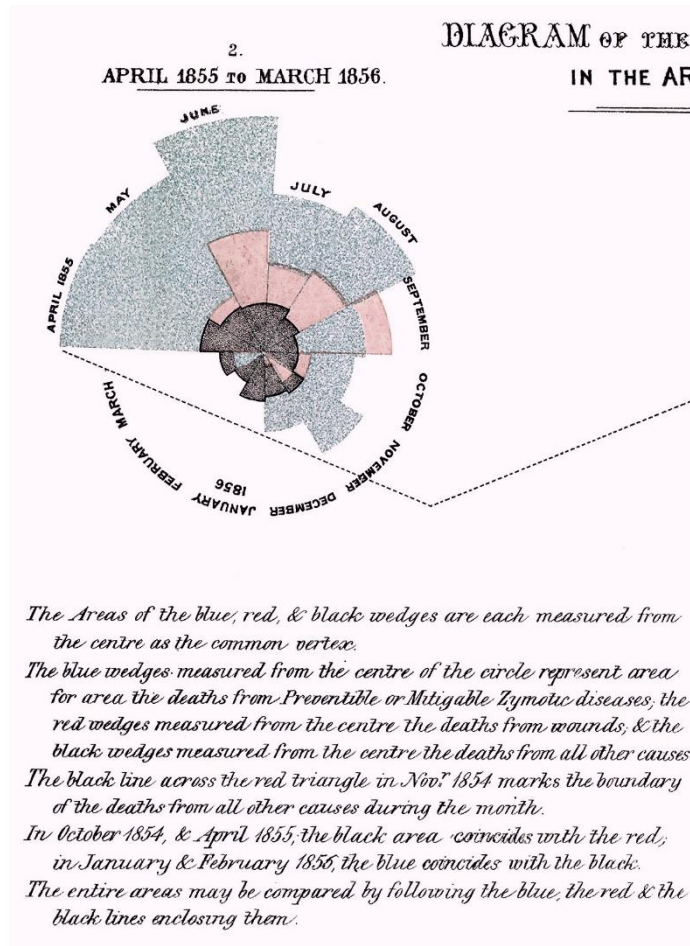 2.
APRIL 1855 TO MARCH 1856.
DIAGRAM OF THE
IN THE AR
JUNE
JULY
AUGUST
MAY
APRIL 1855
SEPTEMBER
OCTOBER
NOVEMBER
DECEMBER
JANUARY
1856
FEBRUARY
MARCH
The Areas of the blue, red, & black wedges are each measured from
the centre as the common vertex.
The blue wedges measured from the centre of the circle represent area
for area the deaths from Preventible or Mitigable Zymotic diseases; the
red wedges measured from the centre the deaths from wounds; & the
black wedges measured from the centre the deaths from all other causes
The black line across the red triangle in Novr. 1854 marks the boundary
of the deaths from all other causes during the month.
In October 1854, & April 1855, the black area coincides with the red;
in January & February 1856, the blue coincides with the black.
The entire areas may be compared by following the blue, the red & the
black lines enclosing them.